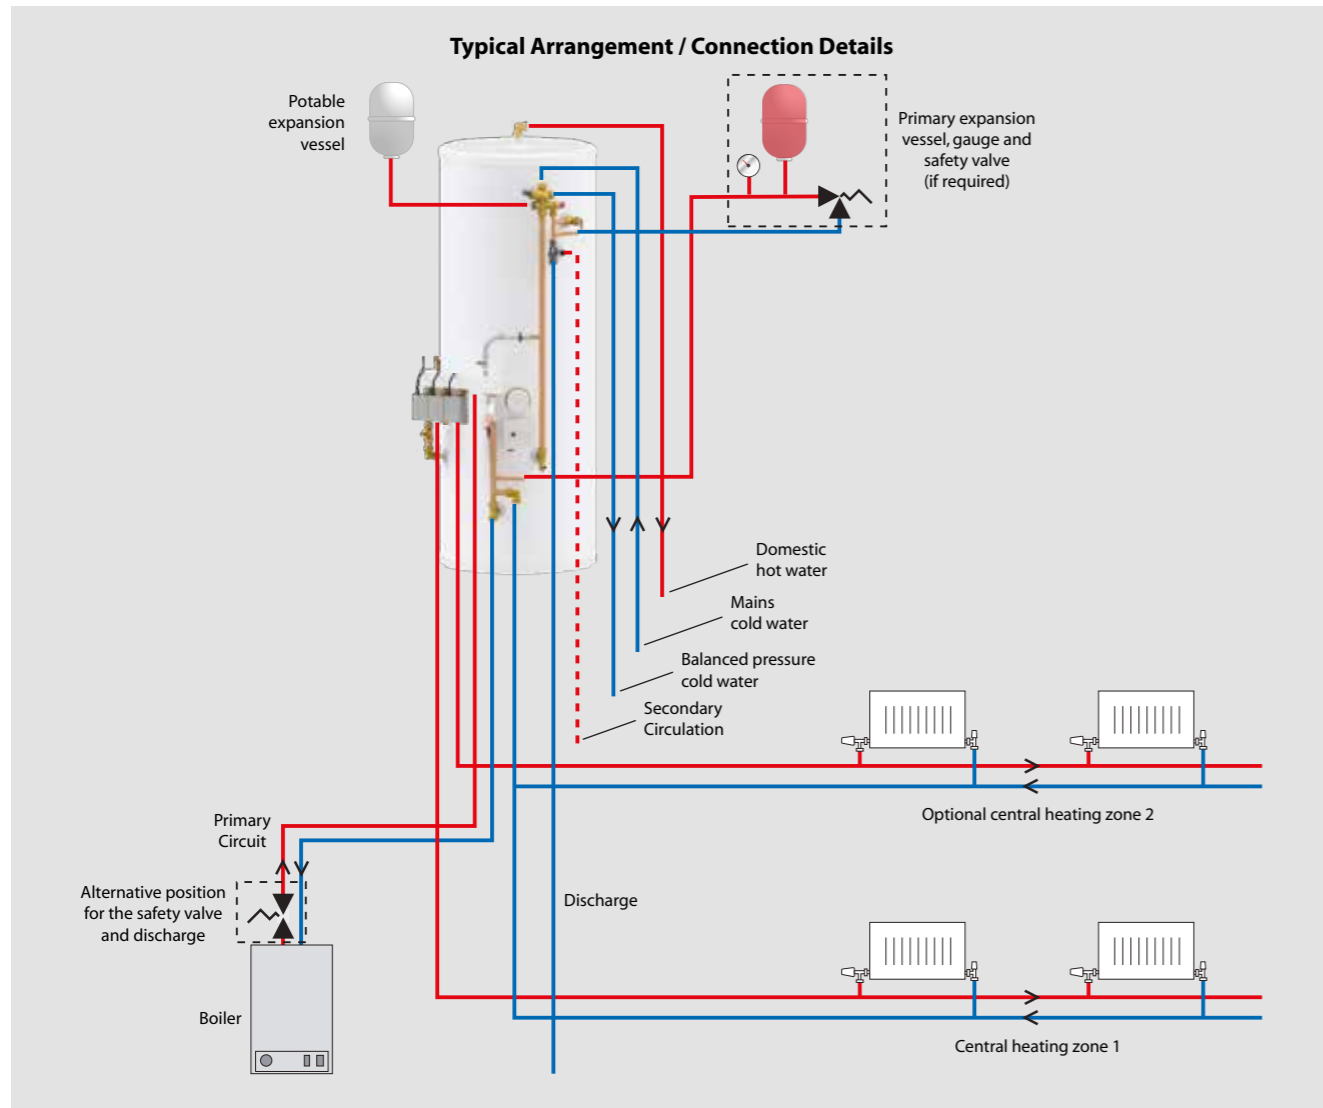 Typical Arrangement / Connection Details
Potable
expansion
vessel
Primary expansion
vessel, gauge and
safety valve
(if required)
Domestic
hot water
Mains
cold water
Balanced pressure
cold water
Secondary
Circulation
Optional central heating zone 2
Primary
Circuit
Alternative position
for the safety valve
and discharge
Discharge
Boiler
Central heating zone 1